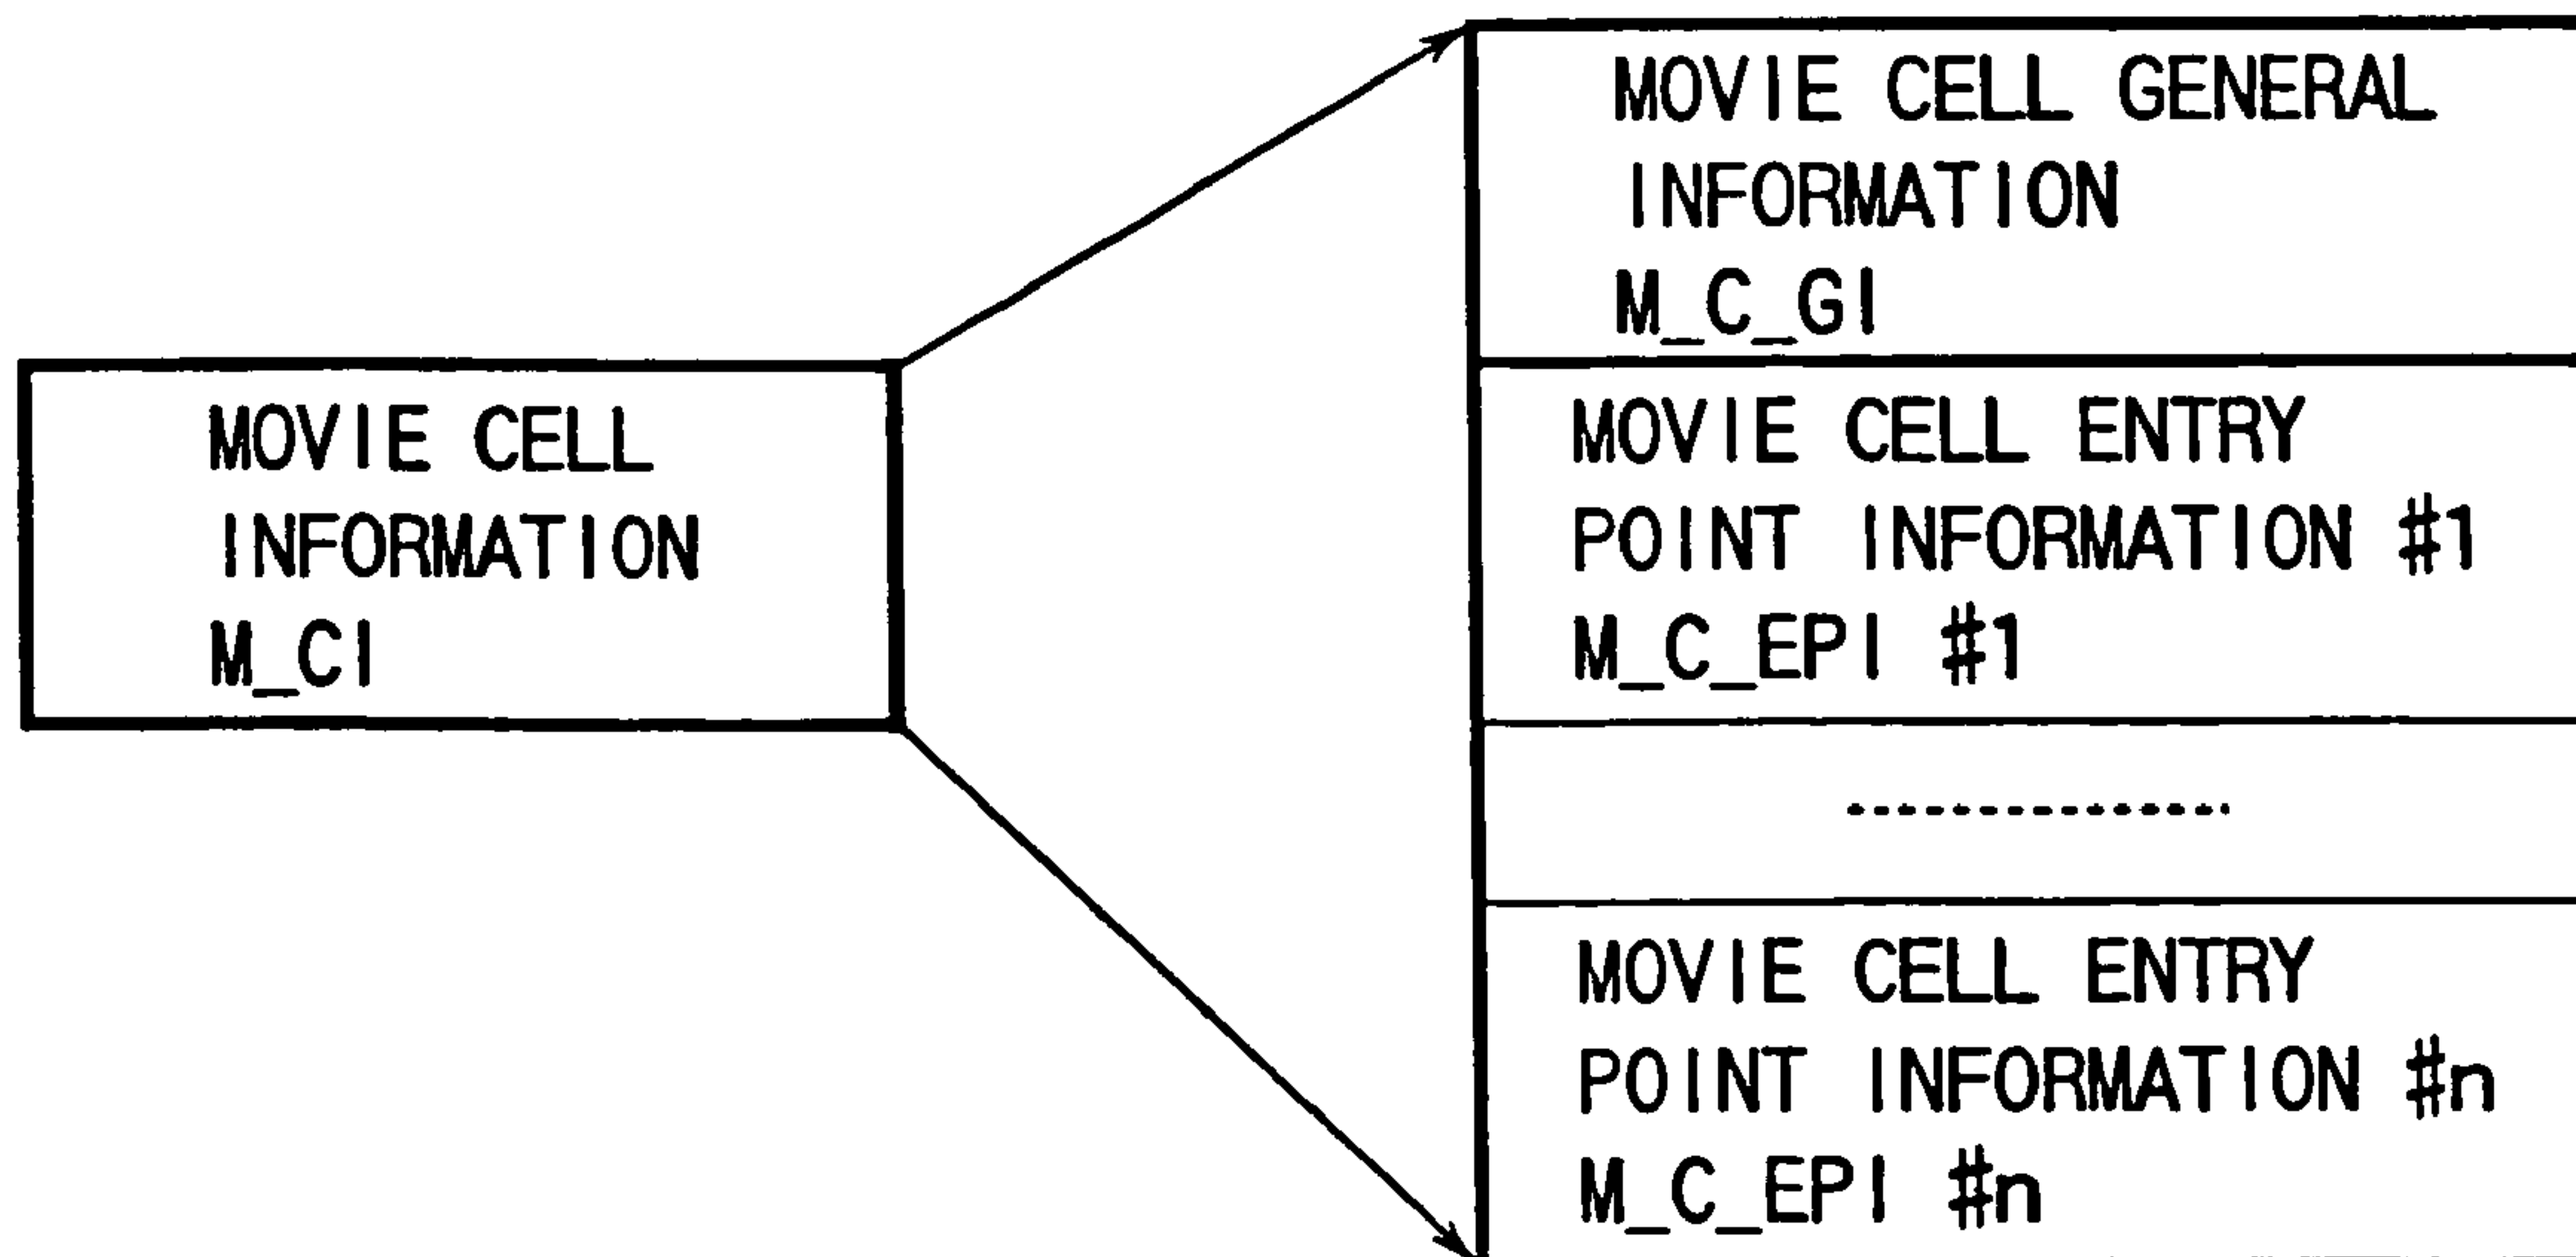 MOVIE CELL
INFORMATION
M_CI
MOVIE CELL GENERAL
INFORMATION
M_C_GI
MOVIE CELL ENTRY
POINT INFORMATION #1
M_C_EPI #1
MOVIE CELL ENTRY
POINT INFORMATION #n
M_C_EPI #n